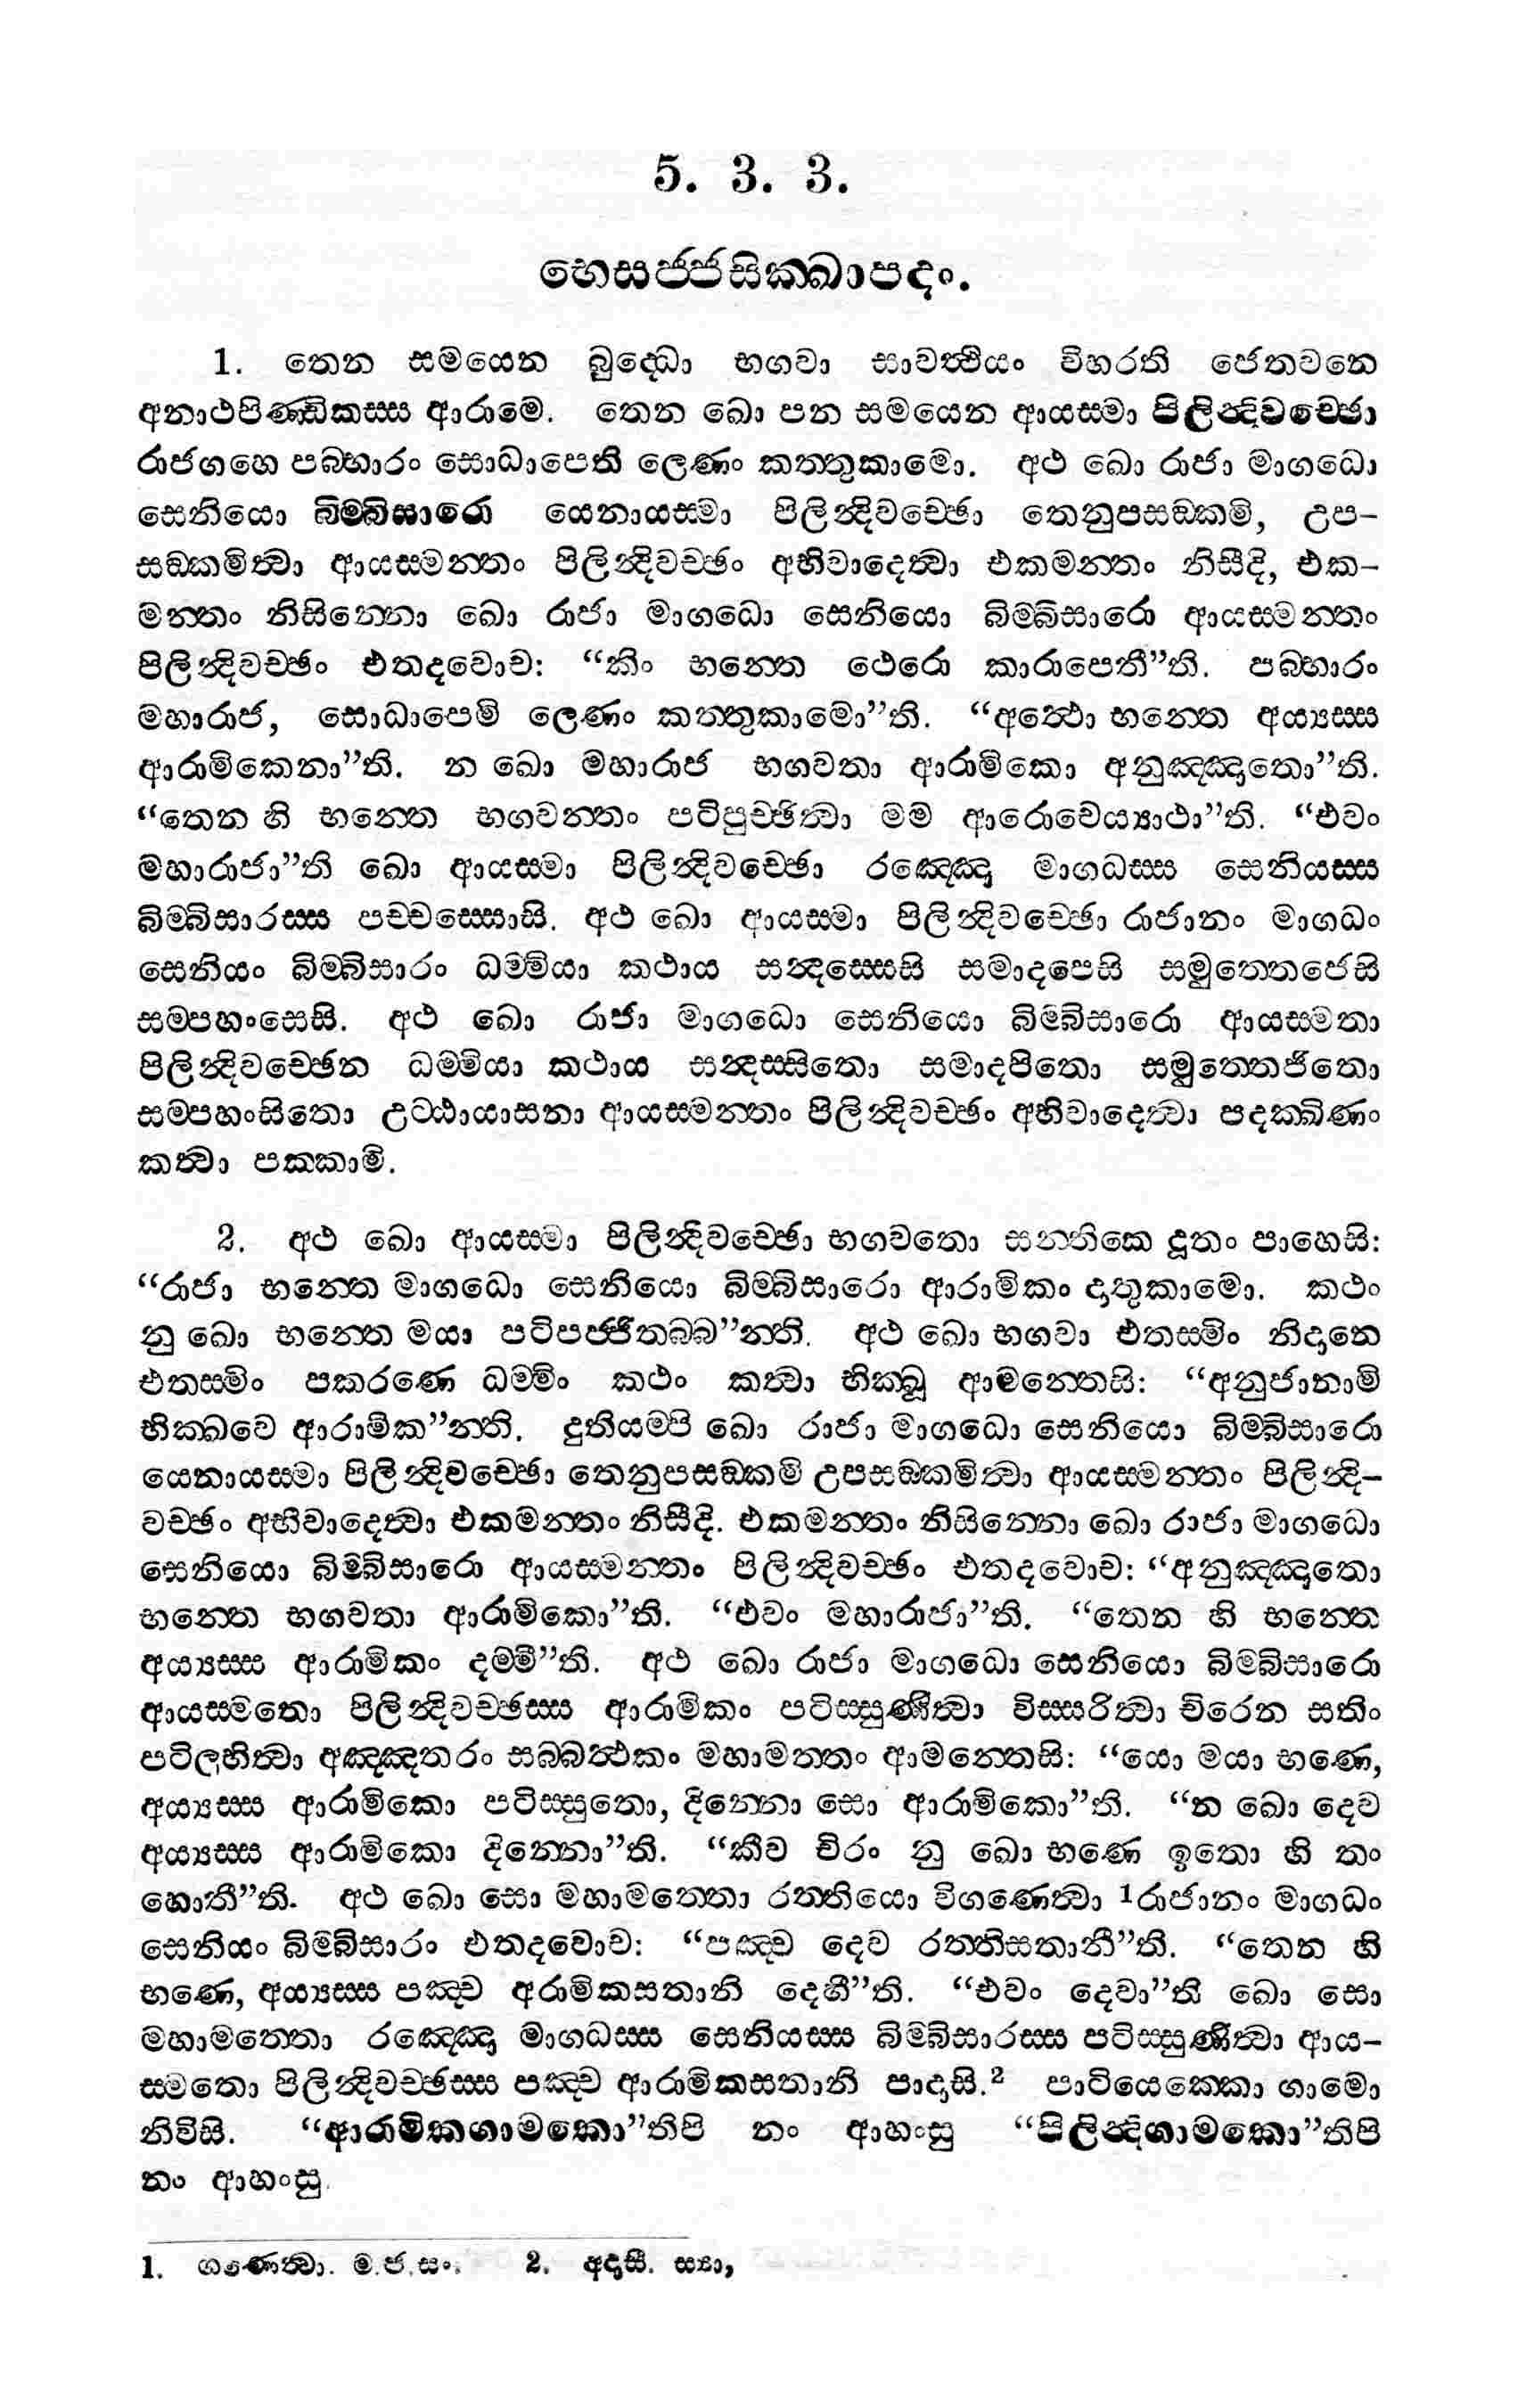 5. 3. 3.
භෙසජ්ජසික්ඛාපදං.
1. තෙන සමයෙන බුද්ධො භගවා සාවත්ථියං විහරති ජෙතවනෙ
අනාථපිණ්ඩිකස්ස ආරාමෙ. තෙන ඛො පන සමයෙන ආයස්මා පිලින්දිවච්ඡො
රාජගහෙ පබ්භාරං සොධාපෙති ලෙණං කත්තුකාමො. අථ ඛො රාජා මාගධො
සෙනියො බිම්බිසාරො යෙනායස්මා පිලින්දිවච්ඡො තෙනුපසඞ්කමි, උප-
සඞ්කමිත්වා ආයස්මන්තං පිලින්දිවච්ඡං අභිවාදෙත්වා එකමන්තං නිසීදි, එක-
මන්තං නිසින්නො ඛො රාජා මාගධො සෙනියො බිම්බිසාරො ආයස්මන්තං
පිලින්දිවච්ඡං එතදවොච: “කිං භන්තෙ ථෙරො කාරාපෙතී”ති. පබ්භාරං
මහාරාජ, සොධාපෙමි ලෙණං කත්තුකාමො”ති. “අත්ථො භන්තෙ අය්‍යස්ස
ආරාමිකෙනා”ති. න ඛො මහාරාජ භගවතා ආරාමිකො අනුඤ්ඤාතො”ති.
“තෙන හි භන්තෙ භගවන්තං පටිපුච්ඡිත්වා මම ආරොචෙය්‍යාථා”ති. “එවං
මහාරාජා”ති ඛො ආයස්මා පිලින්දිවච්ඡො රඤ්ඤො මාගධස්ස සෙනියස්ස
බිම්බිසාරස්ස පච්චස්සොසි. අථ ඛො ආයස්මා පිලින්දිවච්ඡො රාජානං මාගධං
සෙනියං බිම්බිසාරං ධම්මියා කථාය සන්දස්සෙසි සමාදපෙසි සමුත්තෙජෙසි
සම්පහංසෙසි. අථ ඛො රාජා මාගධො සෙනියො බිම්බිසාරො ආයස්මතා
පිලින්දිවච්ඡෙන ධම්මියා කථාය සන්දස්සිතො සමාදපිතො සමුත්තෙජිතො
සම්පහංසිතො උට්ඨායාසනා ආයස්මන්තං පිලින්දිවච්ඡං අභිවාදෙත්වා පදක්ඛිණං
කත්වා පක්කාමි.
2. අථ ඛො ආයස්මා පිලින්දිවච්ඡො භගවතො සන්තිකෙ දූතං පාහෙසි:
“රාජා භන්තෙ මාගධො සෙනියො බිම්බිසාරො ආරාමිකං දාතුකාමො. කථං
නු ඛො භන්තෙ මයා පටිපජ්ජිතබ්බ”න්ති. අථ ඛො භගවා එතස්මිං නිදානෙ
එතස්මිං පකරණෙ ධම්මිං කථං කත්වා භික්ඛූ ආමන්තෙසි: “අනුජානාමි
භික්ඛවෙ ආරාමික”න්ති. දුතියම්පි ඛො රාජා මාගධො සෙනියො බිම්බිසාරො
යෙනායස්මා පිලින්දිවච්ඡො තෙනුපසඞ්කමි උපසඞ්කමිත්වා ආයස්මන්තං පිලින්දි-
වච්ඡං අභිවාදෙත්වා එකමන්තං නිසීදි. එකමන්තං නිසින්නො ඛො රාජා මාගධො
සෙනියො බිම්බිසාරො ආයස්මන්තං පිලින්දිවච්ඡං එතදවොච: “අනුඤ්ඤාතො
භන්තෙ භගවතා ආරාමිකො”ති. “එවං මහාරාජා”ති. “තෙන හි භන්තෙ
අය්‍යස්ස ආරාමිකං දම්මී”ති. අථ ඛො රාජා මාගධො සෙනියො බිම්බිසාරො
ආයස්මතො පිලින්දිවච්ඡස්ස ආරාමිකං පටිස්සුණිත්වා විස්සරිත්වා චිරෙන සතිං
පටිලභිත්වා අඤ්ඤතරං සබ්බත්ථකං මහාමත්තං ආමන්තෙසි: “යො මයා භණෙ,
අය්‍යස්ස ආරාමිකො පටිස්සුතො, දින්නො සො ආරාමිකො”ති. “න ඛො දෙව
අය්‍යස්ස ආරාමිකො දින්නො”ති. “කීව චිරං නු ඛො භණෙ ඉතො හි තං
හොතී”ති. අථ ඛො සො මහාමත්තො රත්තියො විගණෙත්වා ¹රාජානං මාගධං
සෙනියං බිම්බිසාරං එතදවොච: “පඤ්ච දෙව රත්තිසතානී”ති. “තෙන හි
භණෙ, අය්‍යස්ස පඤ්ච අරාමිකසතානි දෙහී”ති. “එවං දෙවා”ති ඛො සො
මහාමත්තො රඤ්ඤො මාගධස්ස සෙනියස්ස බිම්බිසාරස්ස පටිස්සුණිත්වා ආය-
ස්මතො පිලින්දිවච්ඡස්ස පඤ්ච ආරාමිකසතානි පාදාසි.² පාටියෙක්කො ගාමො
නිවිසි. “ආරාමිකගාමකො”තිපි නං ආහංසු “පිලින්දිගාමකො”තිපි
නං ආහංසු.
1. ගණෙත්වා. ම.ජ.සං. 2. අදාසි. ස්‍යා,